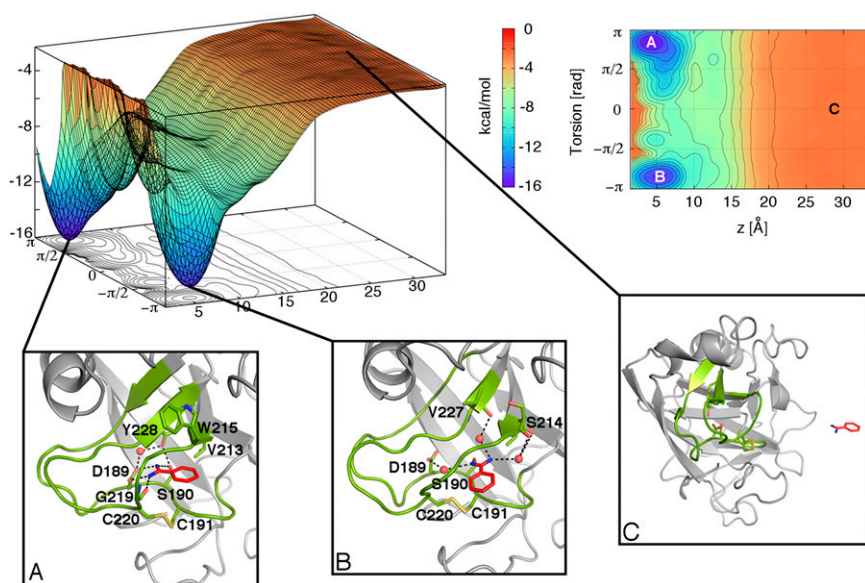 -4
-8
-12
-16
π
π/2
0
−π/2
−π
5
10
15
20
25
30
0
-4
-8
-12
-16
kcal/mol
π
π/2
0
−π/2
−π
Torsion [rad]
A
B
C
5
10
15
20
25
30
z [Å]
Y228
W215
V213
D189
G219
S190
C220
C191
A
V227
S214
D189
S190
C220
C191
B
C